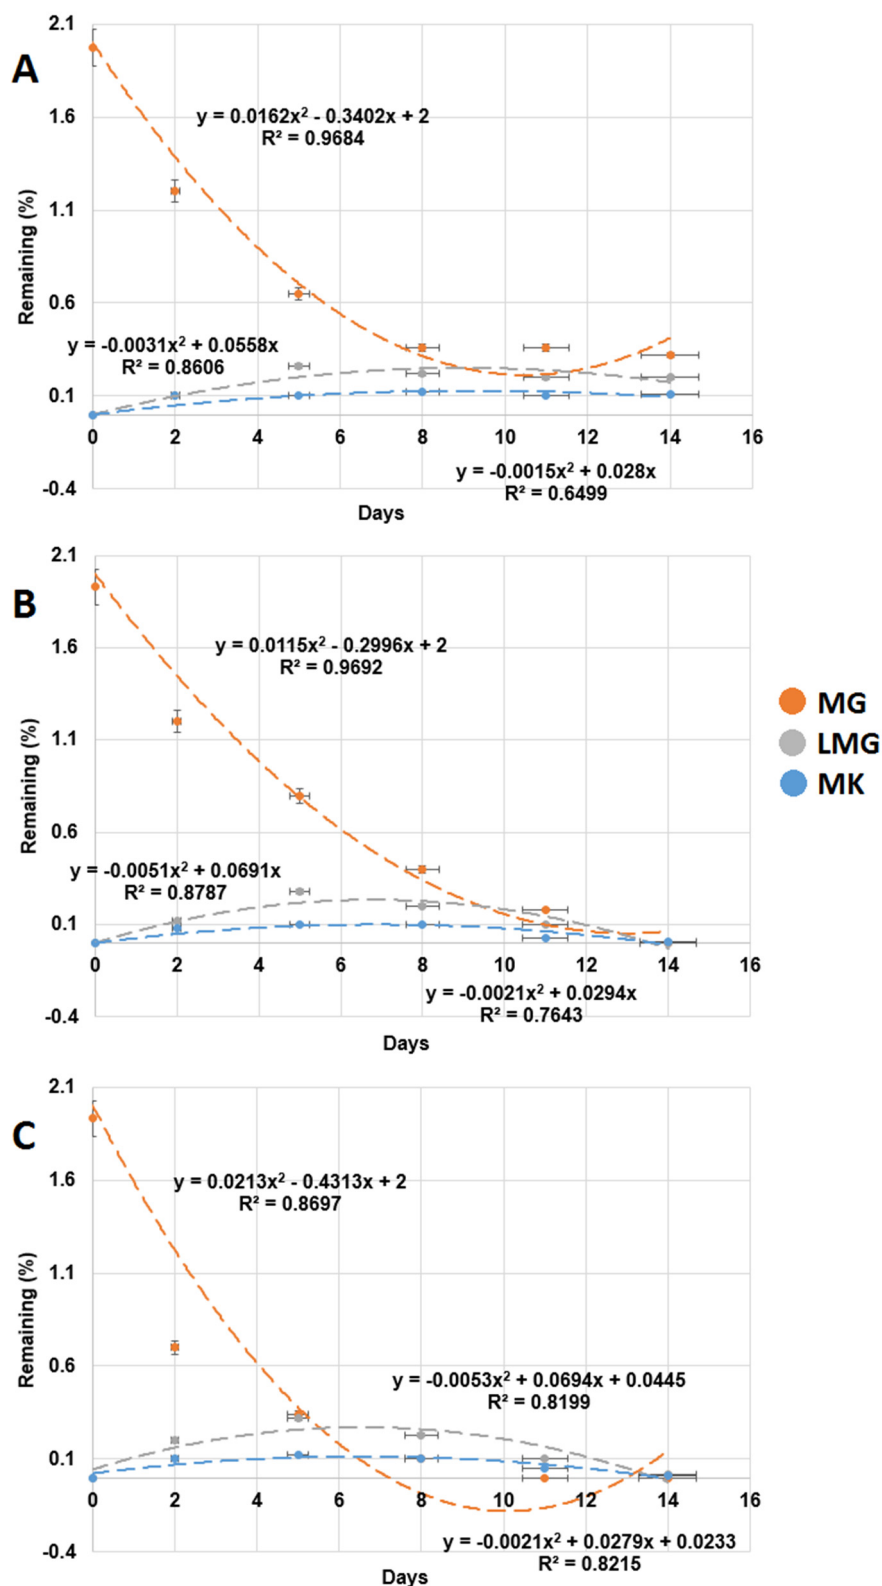 A
2.1
1.6
1.1
0.6
0.1
-0.4
Remaining (%)
y = 0.0162x² - 0.3402x + 2
R² = 0.9684
y = -0.0031x² + 0.0558x
R² = 0.8606
0 2 4 6 8 10 12 14 16
y = -0.0015x² + 0.028x
R² = 0.6499
Days
B
2.1
1.6
1.1
0.6
0.1
-0.4
Remaining (%)
y = 0.0115x² - 0.2996x + 2
R² = 0.9692
y = -0.0051x² + 0.0691x
R² = 0.8787
0 2 4 6 8 10 12 14 16
y = -0.0021x² + 0.0294x
R² = 0.7643
Days
MG
LMG
MK
C
2.1
1.6
1.1
0.6
0.1
-0.4
Remaining (%)
y = 0.0213x² - 0.4313x + 2
R² = 0.8697
y = -0.0053x² + 0.0694x + 0.0445
R² = 0.8199
0 2 4 6 8 10 12 14 16
y = -0.0021x² + 0.0279x + 0.0233
R² = 0.8215
Days